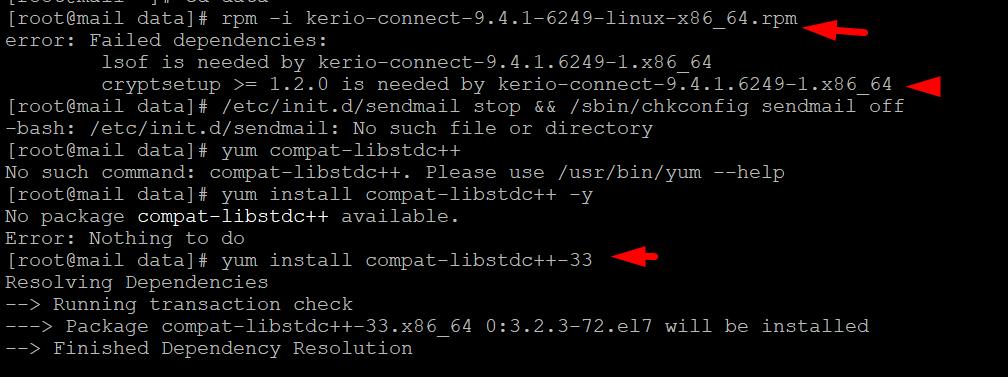 [root@mail data]# rpm -i kerio-connect-9.4.1-6249-linux-x86_64.rpm
error: Failed dependencies:
        lsof is needed by kerio-connect-9.4.1.6249-1.x86_64
        cryptsetup >= 1.2.0 is needed by kerio-connect-9.4.1.6249-1.x86_64
[root@mail data]# /etc/init.d/sendmail stop && /sbin/chkconfig sendmail off
-bash: /etc/init.d/sendmail: No such file or directory
[root@mail data]# yum compat-libstdc++
No such command: compat-libstdc++. Please use /usr/bin/yum --help
[root@mail data]# yum install compat-libstdc++ -y
No package compat-libstdc++ available.
Error: Nothing to do
[root@mail data]# yum install compat-libstdc++-33
Resolving Dependencies
--> Running transaction check
---> Package compat-libstdc++-33.x86_64 0:3.2.3-72.el7 will be installed
--> Finished Dependency Resolution